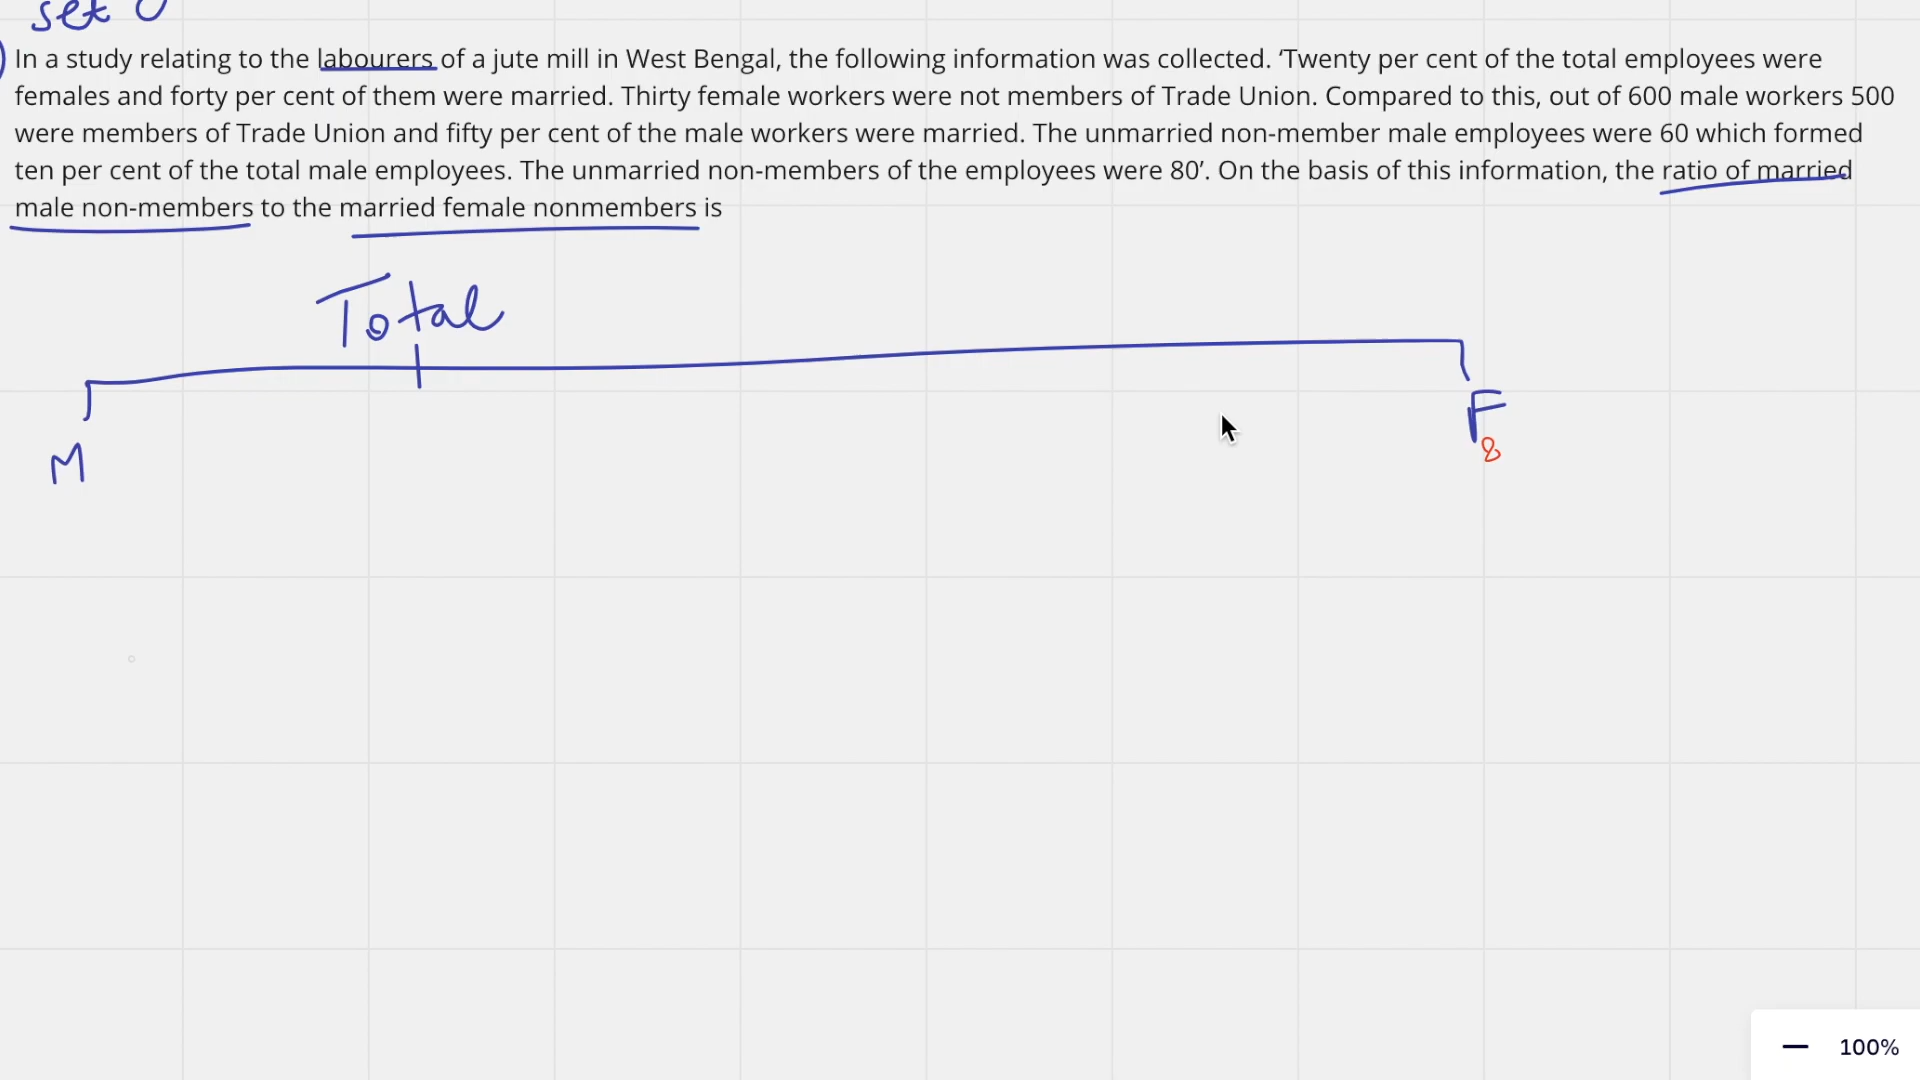 set
In a study relating to the labourers of a jute mill in West Bengal, the following information was collected. ‘Twenty per cent of the total employees were
females and forty per cent of them were married. Thirty female workers were not members of Trade Union. Compared to this, out of 600 male workers 500
were members of Trade Union and fifty per cent of the male workers were married. The unmarried non-member male employees were 60 which formed
ten per cent of the total male employees. The unmarried non-members of the employees were 80’. On the basis of this information, the ratio of married
male non-members to the married female nonmembers is
Total
F
8
M
100%